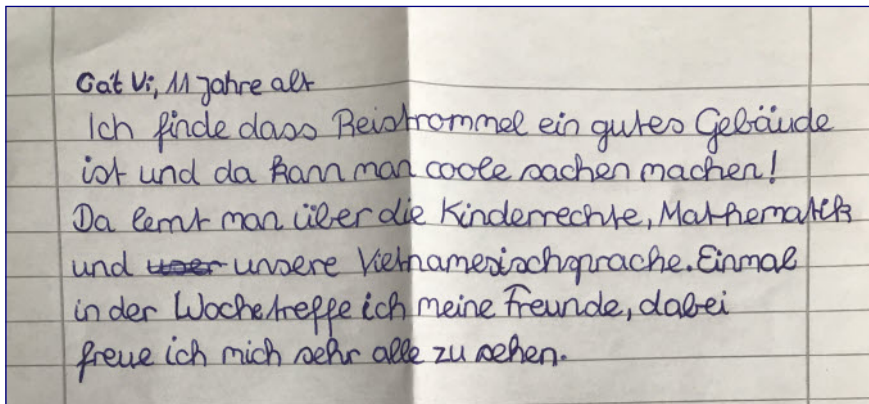 Cát Vi, 11 Jahre alt
Ich finde dass Reistrommel ein gutes Gebäude
ist und da kann man coole sachen machen!
Da lernt man über die Kinderrechte, Mathematik
und unsere Vietnamesischsprache. Einmal
in der Woche treffe ich meine Freunde, dabei
freue ich mich sehr alle zu sehen.